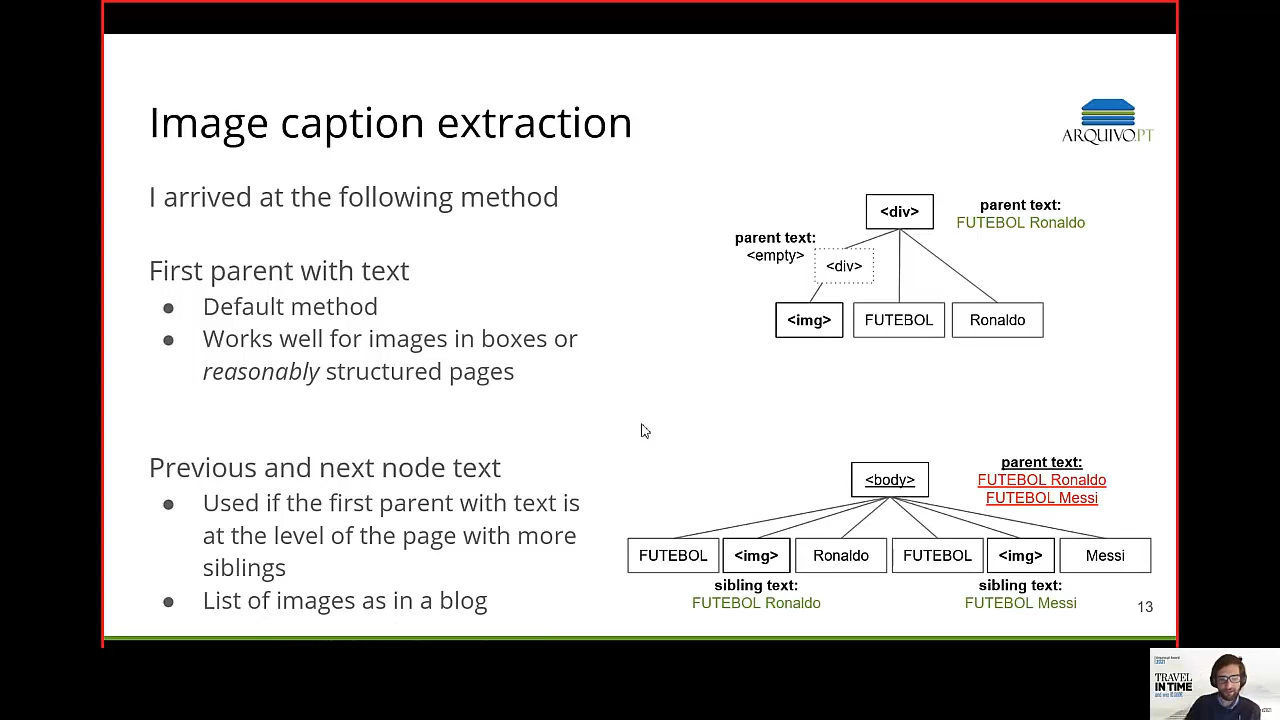 Image caption extraction
ARQUIVO.PT
I arrived at the following method
First parent with text
● Default method
● Works well for images in boxes or
reasonably structured pages
Previous and next node text
● Used if the first parent with text is
at the level of the page with more
siblings
● List of images as in a blog
<div>
parent text:
FUTEBOL Ronaldo
parent text:
<empty>
<div>
<img>
FUTEBOL
Ronaldo
<body>
parent text:
FUTEBOL Ronaldo
FUTEBOL Messi
FUTEBOL
<img>
Ronaldo
FUTEBOL
<img>
Messi
sibling text:
FUTEBOL Ronaldo
sibling text:
FUTEBOL Messi
13
TRAVEL
IN TIME